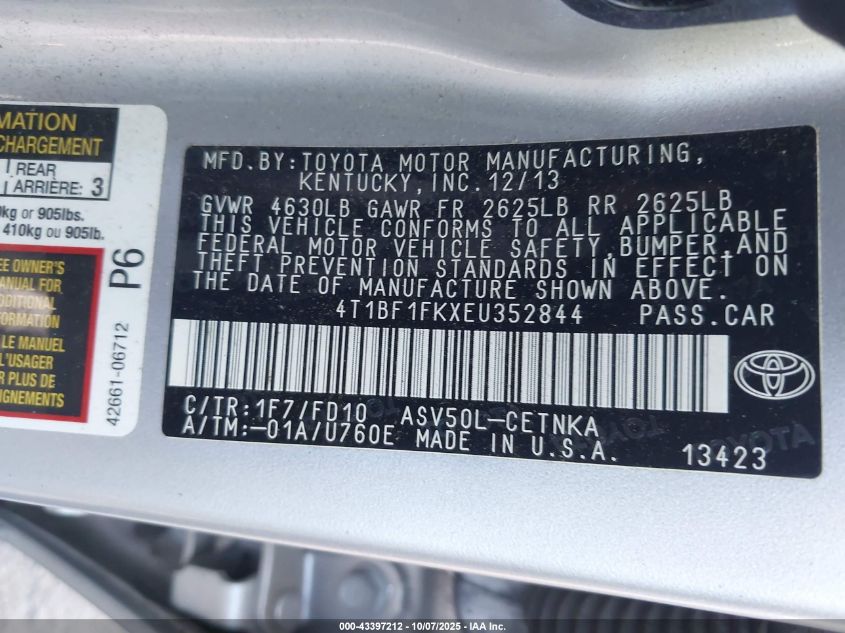 MATION
CHARGEMENT
REAR
ARRIÈRE: 3
kg or 905lbs.
410kg ou 905lb.
EE OWNER'S
MANUAL FOR
ADDITIONAL
FORMATION
LE MANUEL
L'USAGER
R PLUS DE
IGNEMENTS
P6
42661-06712
MFD. BY: TOYOTA MOTOR MANUFACTURING,
KENTUCKY, INC. 12/13
GVWR 4630LB GAWR FR 2625LB RR 2625LB
THIS VEHICLE CONFORMS TO ALL APPLICABLE
FEDERAL MOTOR VEHICLE SAFETY, BUMPER, AND
THEFT PREVENTION STANDARDS IN EFFECT ON
THE DATE OF MANUFACTURE SHOWN ABOVE.
4T1BF1FKXEU352844 PASS.CAR
C/TR:1F7/FD10 ASV50L-CETNKA
A/TM:-01A/U760E MADE IN U.S.A.
13423
000-43397212 - 10/07/2025 - IAA Inc.